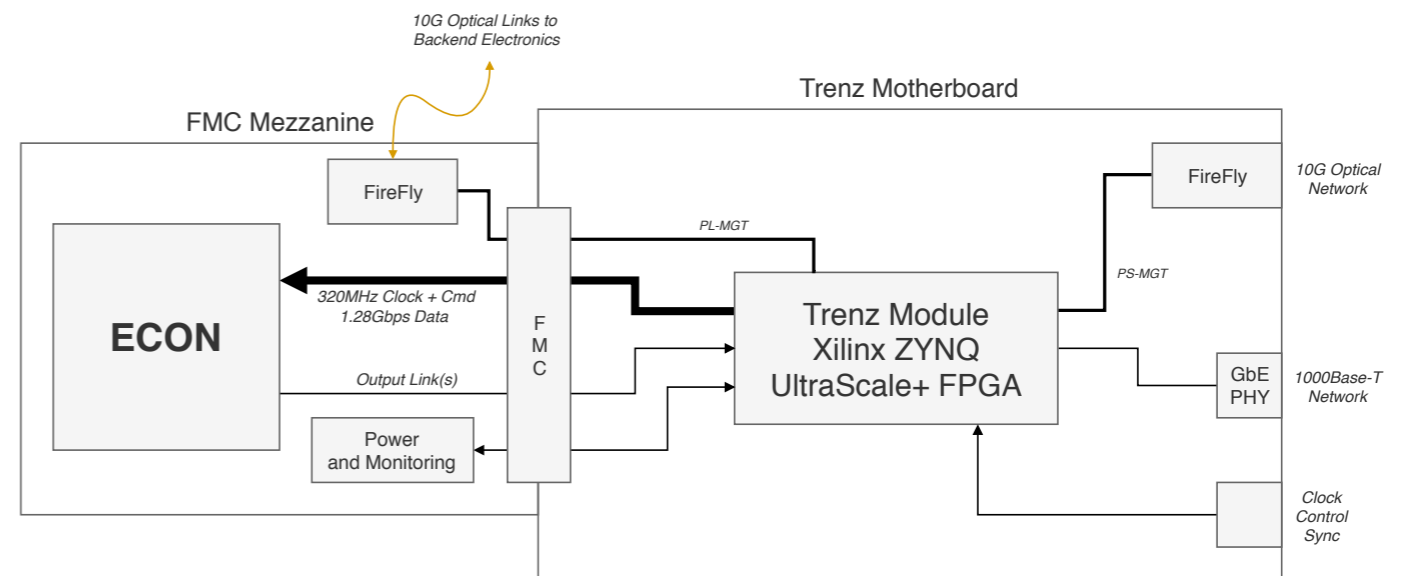 10G Optical Links to
Backend Electronics
Trenz Motherboard
FMC Mezzanine
FireFly
FireFly
10G Optical
Network
PL-MGT
PS-MGT
320MHz Clock + Cmd
1.28Gbps Data
ECON
F
M
C
Trenz Module
Xilinx ZYNQ
UltraScale+ FPGA
Output Link(s)
GbE
PHY
1000Base-T
Network
Power
and Monitoring
Clock
Control
Sync